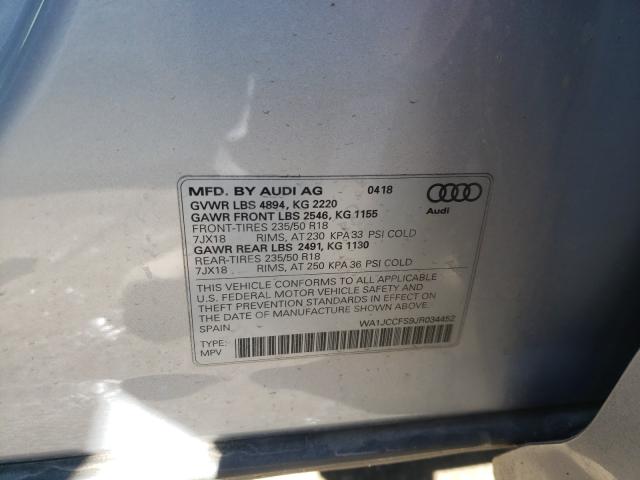 MFD. BY AUDI AG 0418
GVWR LBS 4894, KG 2220
GAWR FRONT LBS 2546, KG 1155
FRONT-TIRES 235/50 R18
7JX18 RIMS, AT 230 KPA 33 PSI COLD
GAWR REAR LBS 2491, KG 1130
REAR-TIRES 235/50 R18
7JX18 RIMS, AT 250 KPA 36 PSI COLD
Audi
THIS VEHICLE CONFORMS TO ALL APPLICABLE
U.S. FEDERAL MOTOR VEHICLE SAFETY AND
THEFT PREVENTION STANDARDS IN EFFECT ON
THE DATE OF MANUFACTURE SHOWN ABOVE.
SPAIN
WA1JCCFS9JR034452
TYPE:
MPV